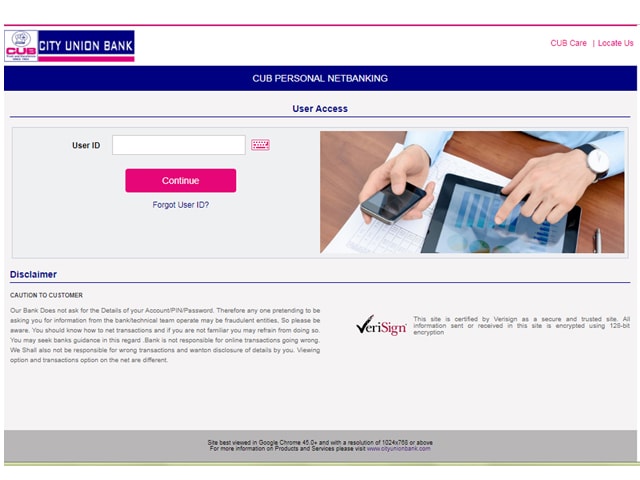 CUB
CITY UNION BANK
CUB Care | Locate Us
CUB PERSONAL NETBANKING
User Access
User ID
Continue
Forgot User ID?
Disclaimer
CAUTION TO CUSTOMER
Our Bank Does not ask for the Details of your Account/PIN/Password. Therefore any one pretending to be
asking you for information from the bank/technical team operate may be fraudulent entities. So please be
aware. You should know how to net transactions and if you are not familiar you may refrain from doing so.
You may seek banks guidance in this regard .Bank is not responsible for online transactions going wrong.
We Shall also not be responsible for wrong transactions and wanton disclosure of details by you. Viewing
option and transactions option on the net are different.
VeriSign
This site is certified by Verisign as a secure and trusted site. All
information sent or received in this site is encrypted using 128-bit
encryption
Site best viewed in Google Chrome 45.0+ and with a resolution of 1024x768 or above
For more information on Products and Services please visit www.cityunionbank.com